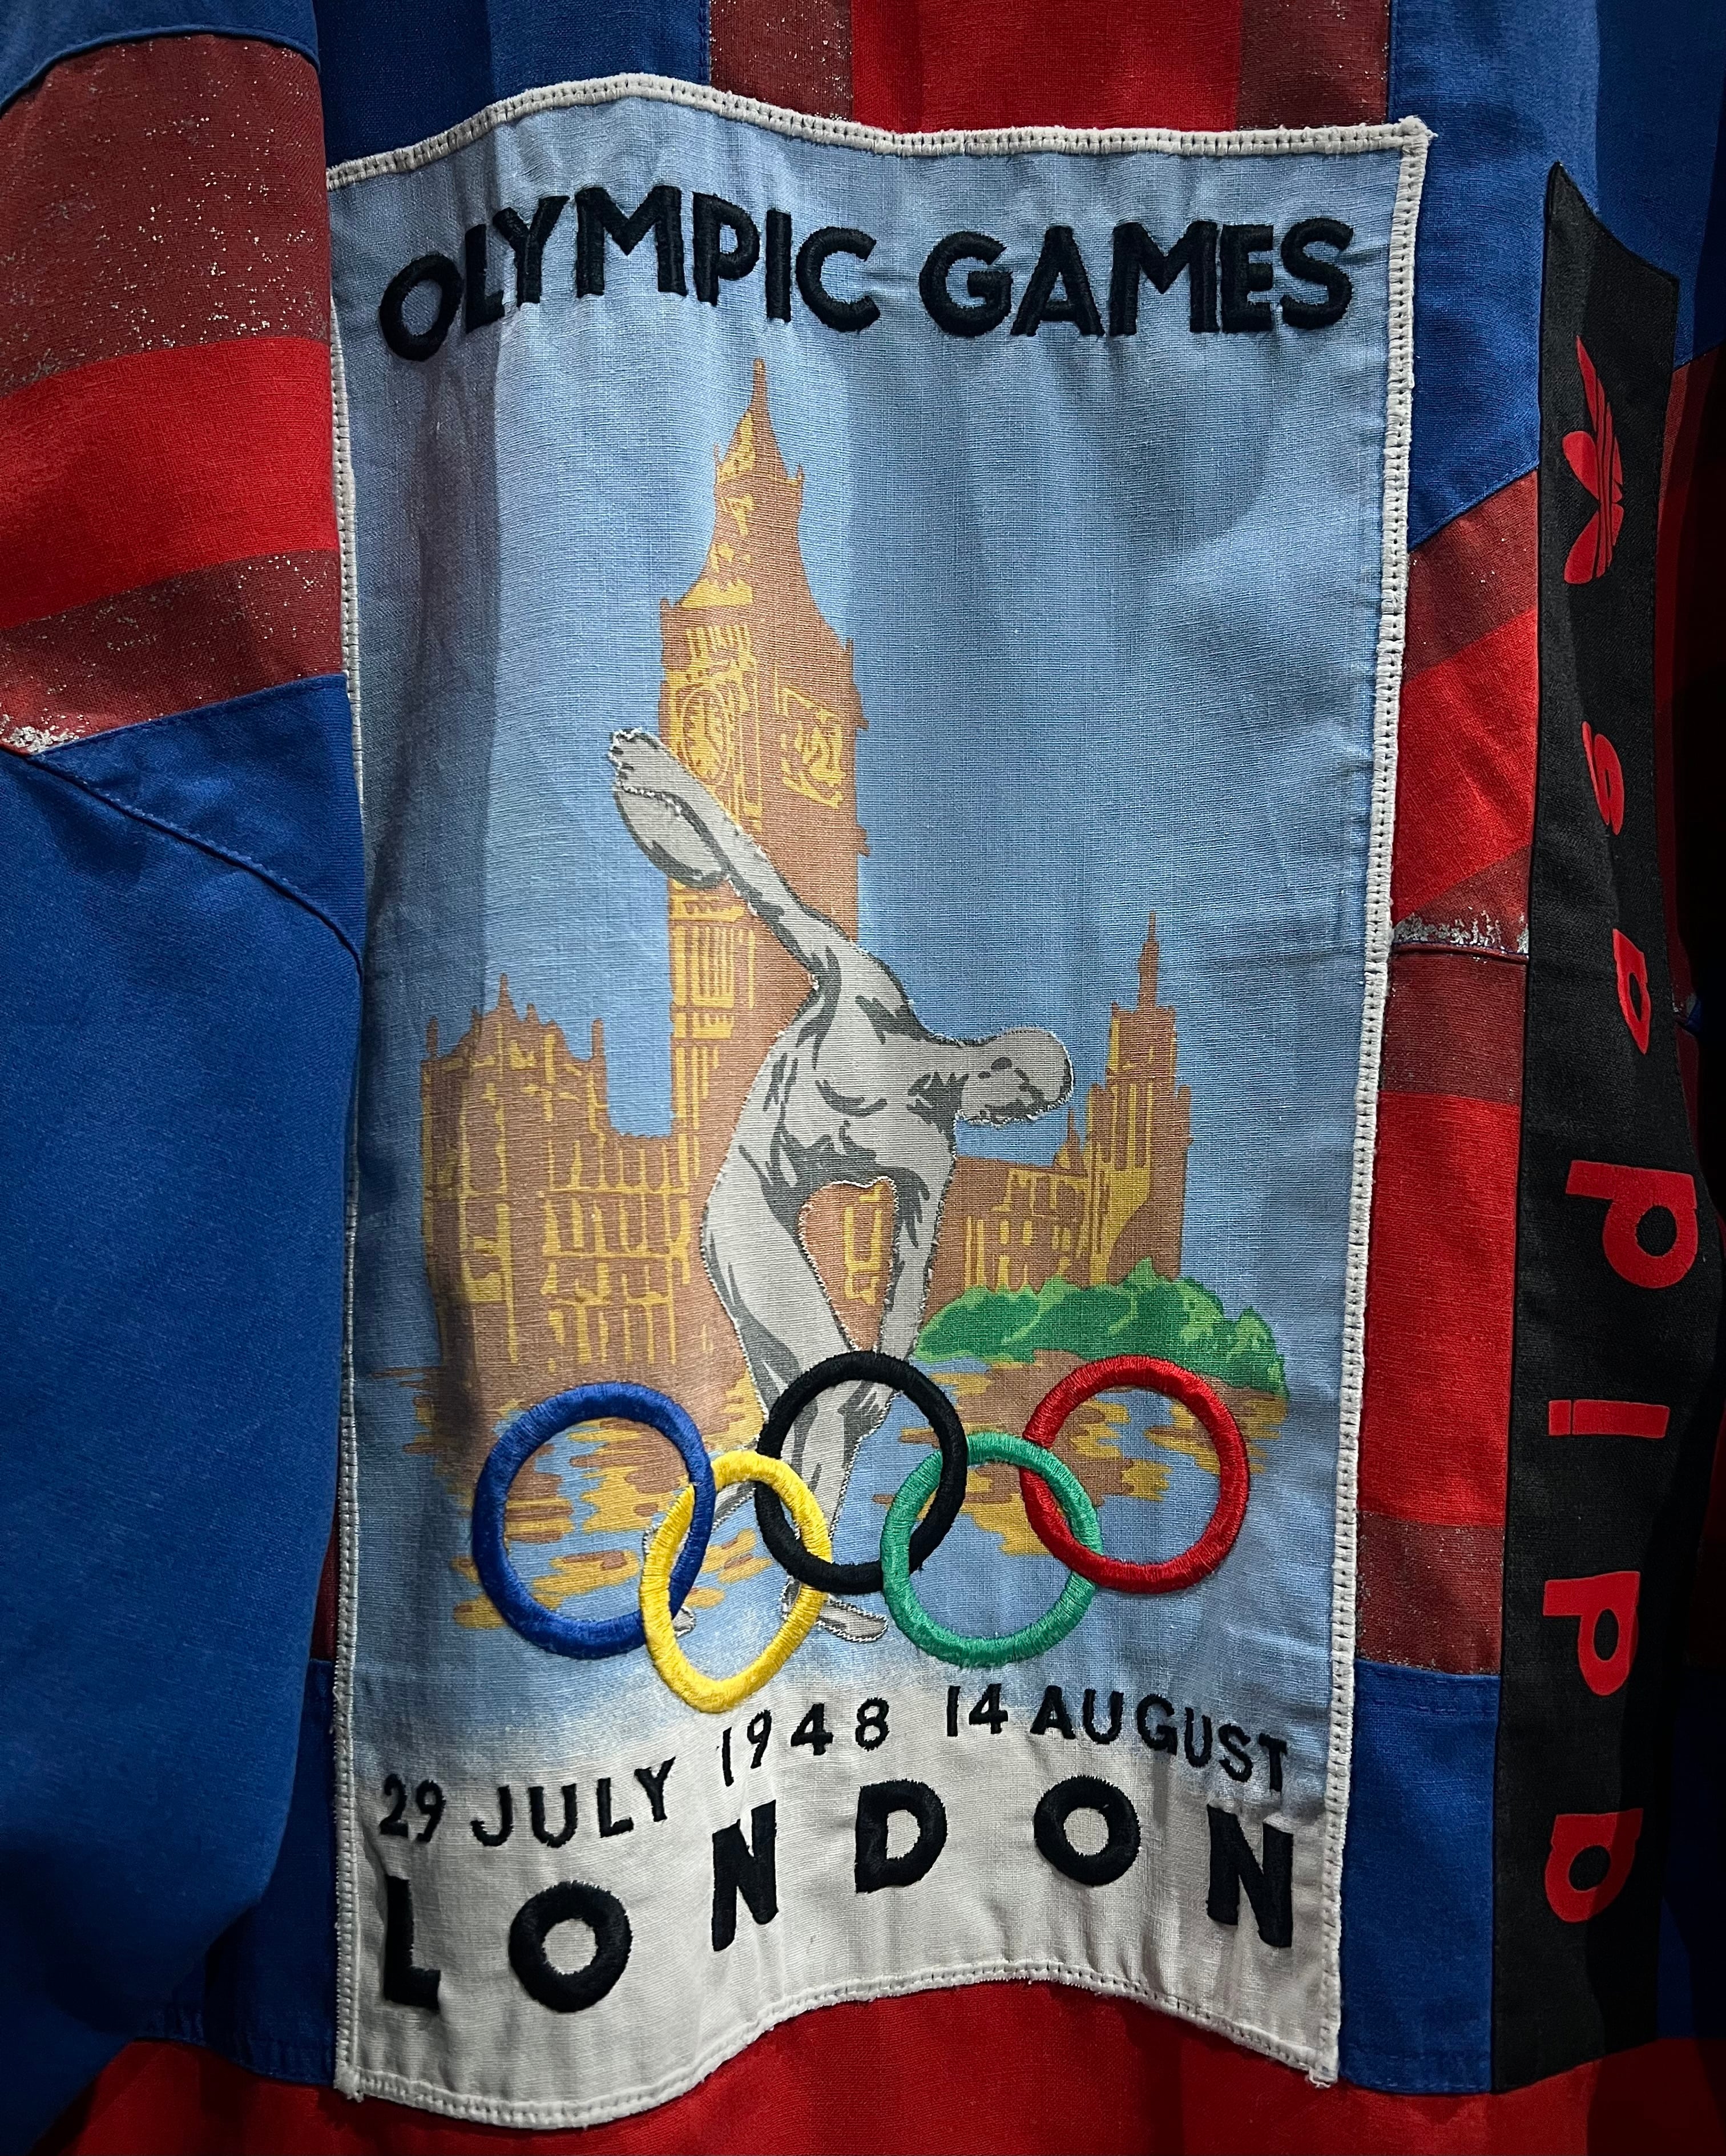 OLYMPIC GAMES
29 JULY 1948 14 AUGUST
LONDON
adidas